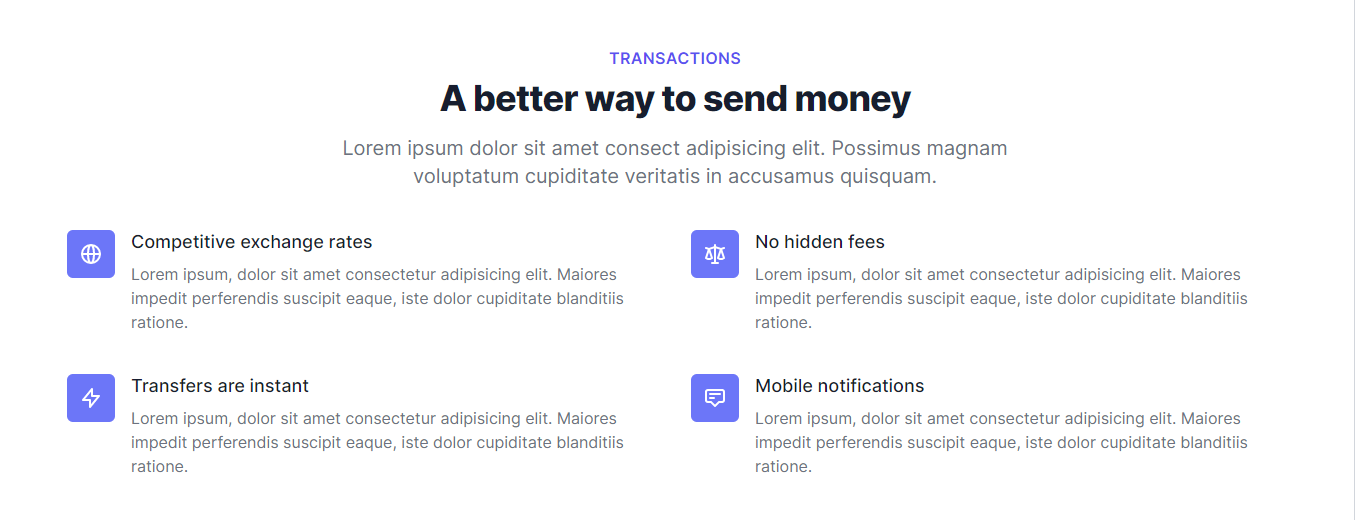 TRANSACTIONS
A better way to send money
Lorem ipsum dolor sit amet consect adipisicing elit. Possimus magnam
voluptatum cupiditate veritatis in accusamus quisquam.
Competitive exchange rates
Lorem ipsum, dolor sit amet consectetur adipisicing elit. Maiores
impedit perferendis suscipit eaque, iste dolor cupiditate blanditiis
ratione.
No hidden fees
Lorem ipsum, dolor sit amet consectetur adipisicing elit. Maiores
impedit perferendis suscipit eaque, iste dolor cupiditate blanditiis
ratione.
Transfers are instant
Lorem ipsum, dolor sit amet consectetur adipisicing elit. Maiores
impedit perferendis suscipit eaque, iste dolor cupiditate blanditiis
ratione.
Mobile notifications
Lorem ipsum, dolor sit amet consectetur adipisicing elit. Maiores
impedit perferendis suscipit eaque, iste dolor cupiditate blanditiis
ratione.